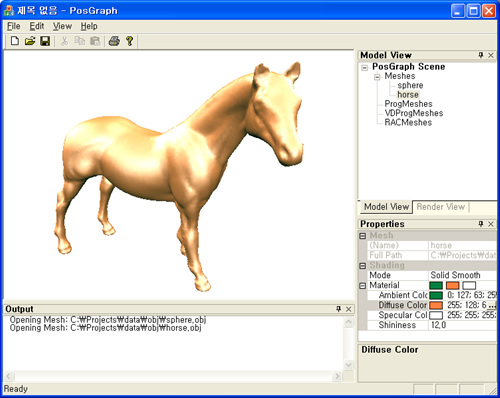 제목 없음 - PosGraph
File Edit View Help
Model View
PosGraph Scene
Meshes
sphere
horse
ProgMeshes
VDProgMeshes
RACMeshes
Model View Render View
Properties
Mesh
(Name) horse
Full Path C:₩Projects₩dat
Shading
Mode Solid Smooth
Material
Ambient Colo 0; 127; 63; 255
Diffuse Color 255; 128; 6 ...
Specular Col 255; 255; 255;
Shininess 12,0
Diffuse Color
Output
Opening Mesh: C:₩Projects₩data₩obj₩sphere,obj
Opening Mesh: C:₩Projects₩data₩obj₩horse,obj
Ready